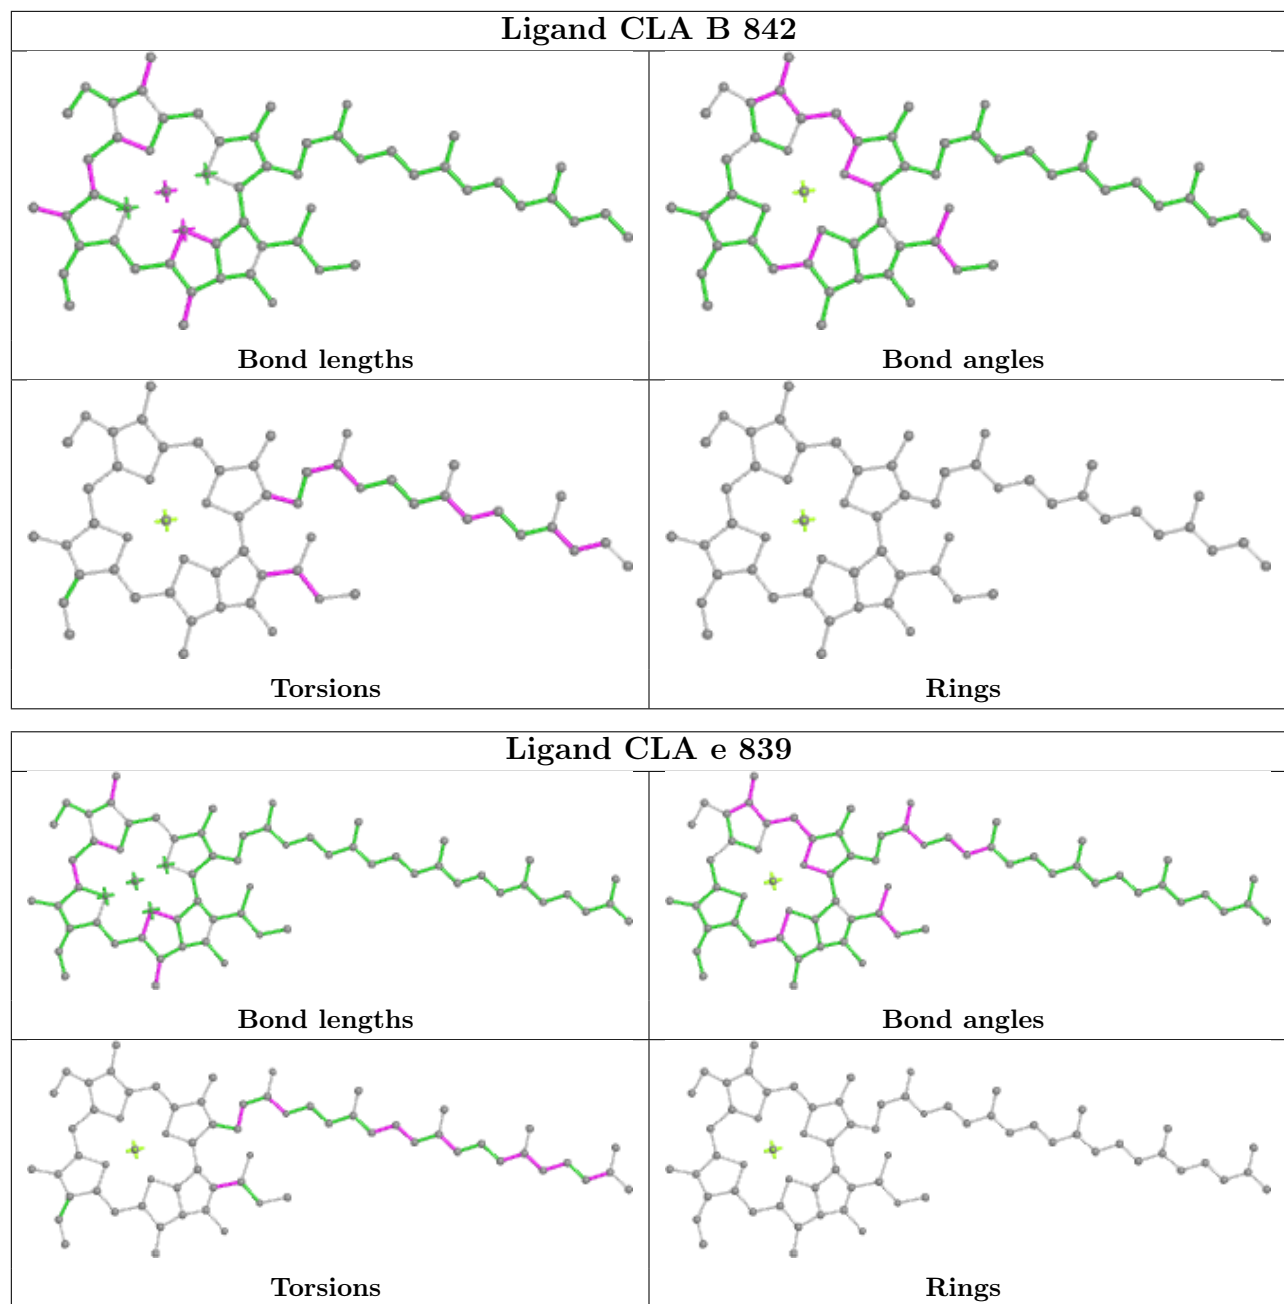 Ligand CLA B 842
Bond lengths
Bond angles
Torsions
Rings
Ligand CLA e 839
Bond lengths
Bond angles
Torsions
Rings